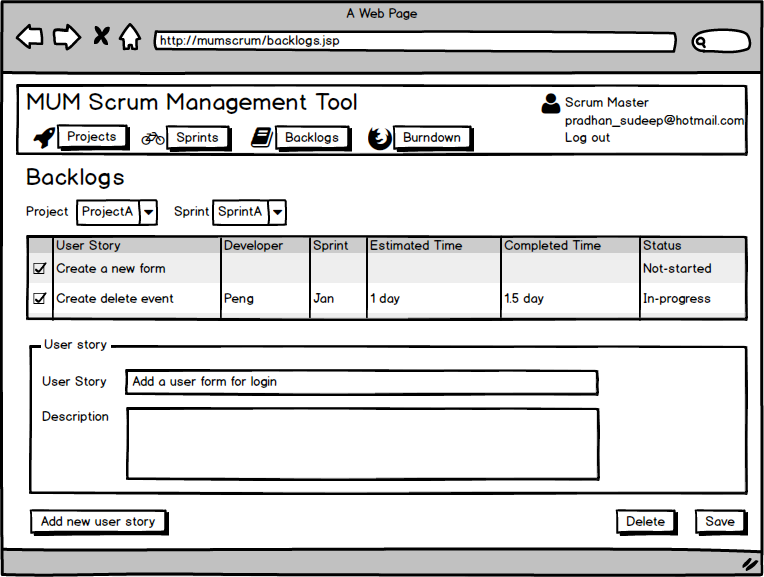 A Web Page
http://mumscrum/backlogs.jsp
MUM Scrum Management Tool
Scrum Master
pradhan_sudeep@hotmail.com
Log out
Projects Sprints Backlogs Burndown
Backlogs
Project ProjectA Sprint SprintA
User Story Developer Sprint Estimated Time Completed Time Status
Create a new form Not-started
Create delete event Peng Jan 1 day 1.5 day In-progress
User story
User Story Add a user form for login
Description
Add new user story Delete Save